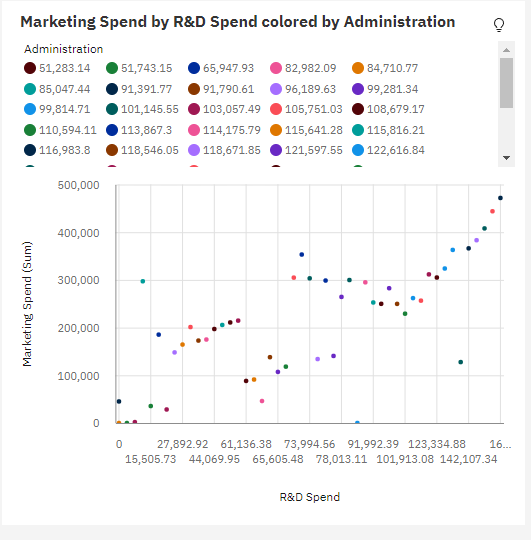 Marketing Spend by R&D Spend colored by Administration
Administration
51,283.14 51,743.15 65,947.93 82,982.09 84,710.77
85,047.44 91,391.77 91,790.61 96,189.63 99,281.34
99,814.71 101,145.55 103,057.49 105,751.03 108,679.17
110,594.11 113,867.3 114,175.79 115,641.28 115,816.21
116,983.8 118,546.05 118,671.85 121,597.55 122,616.84
500,000
400,000
300,000
200,000
100,000
0
Marketing Spend (Sum)
0 27,892.92 61,136.38 73,994.56 91,992.39 123,334.88 16...
15,505.73 44,069.95 65,605.48 78,013.11 101,913.08 142,107.34
R&D Spend